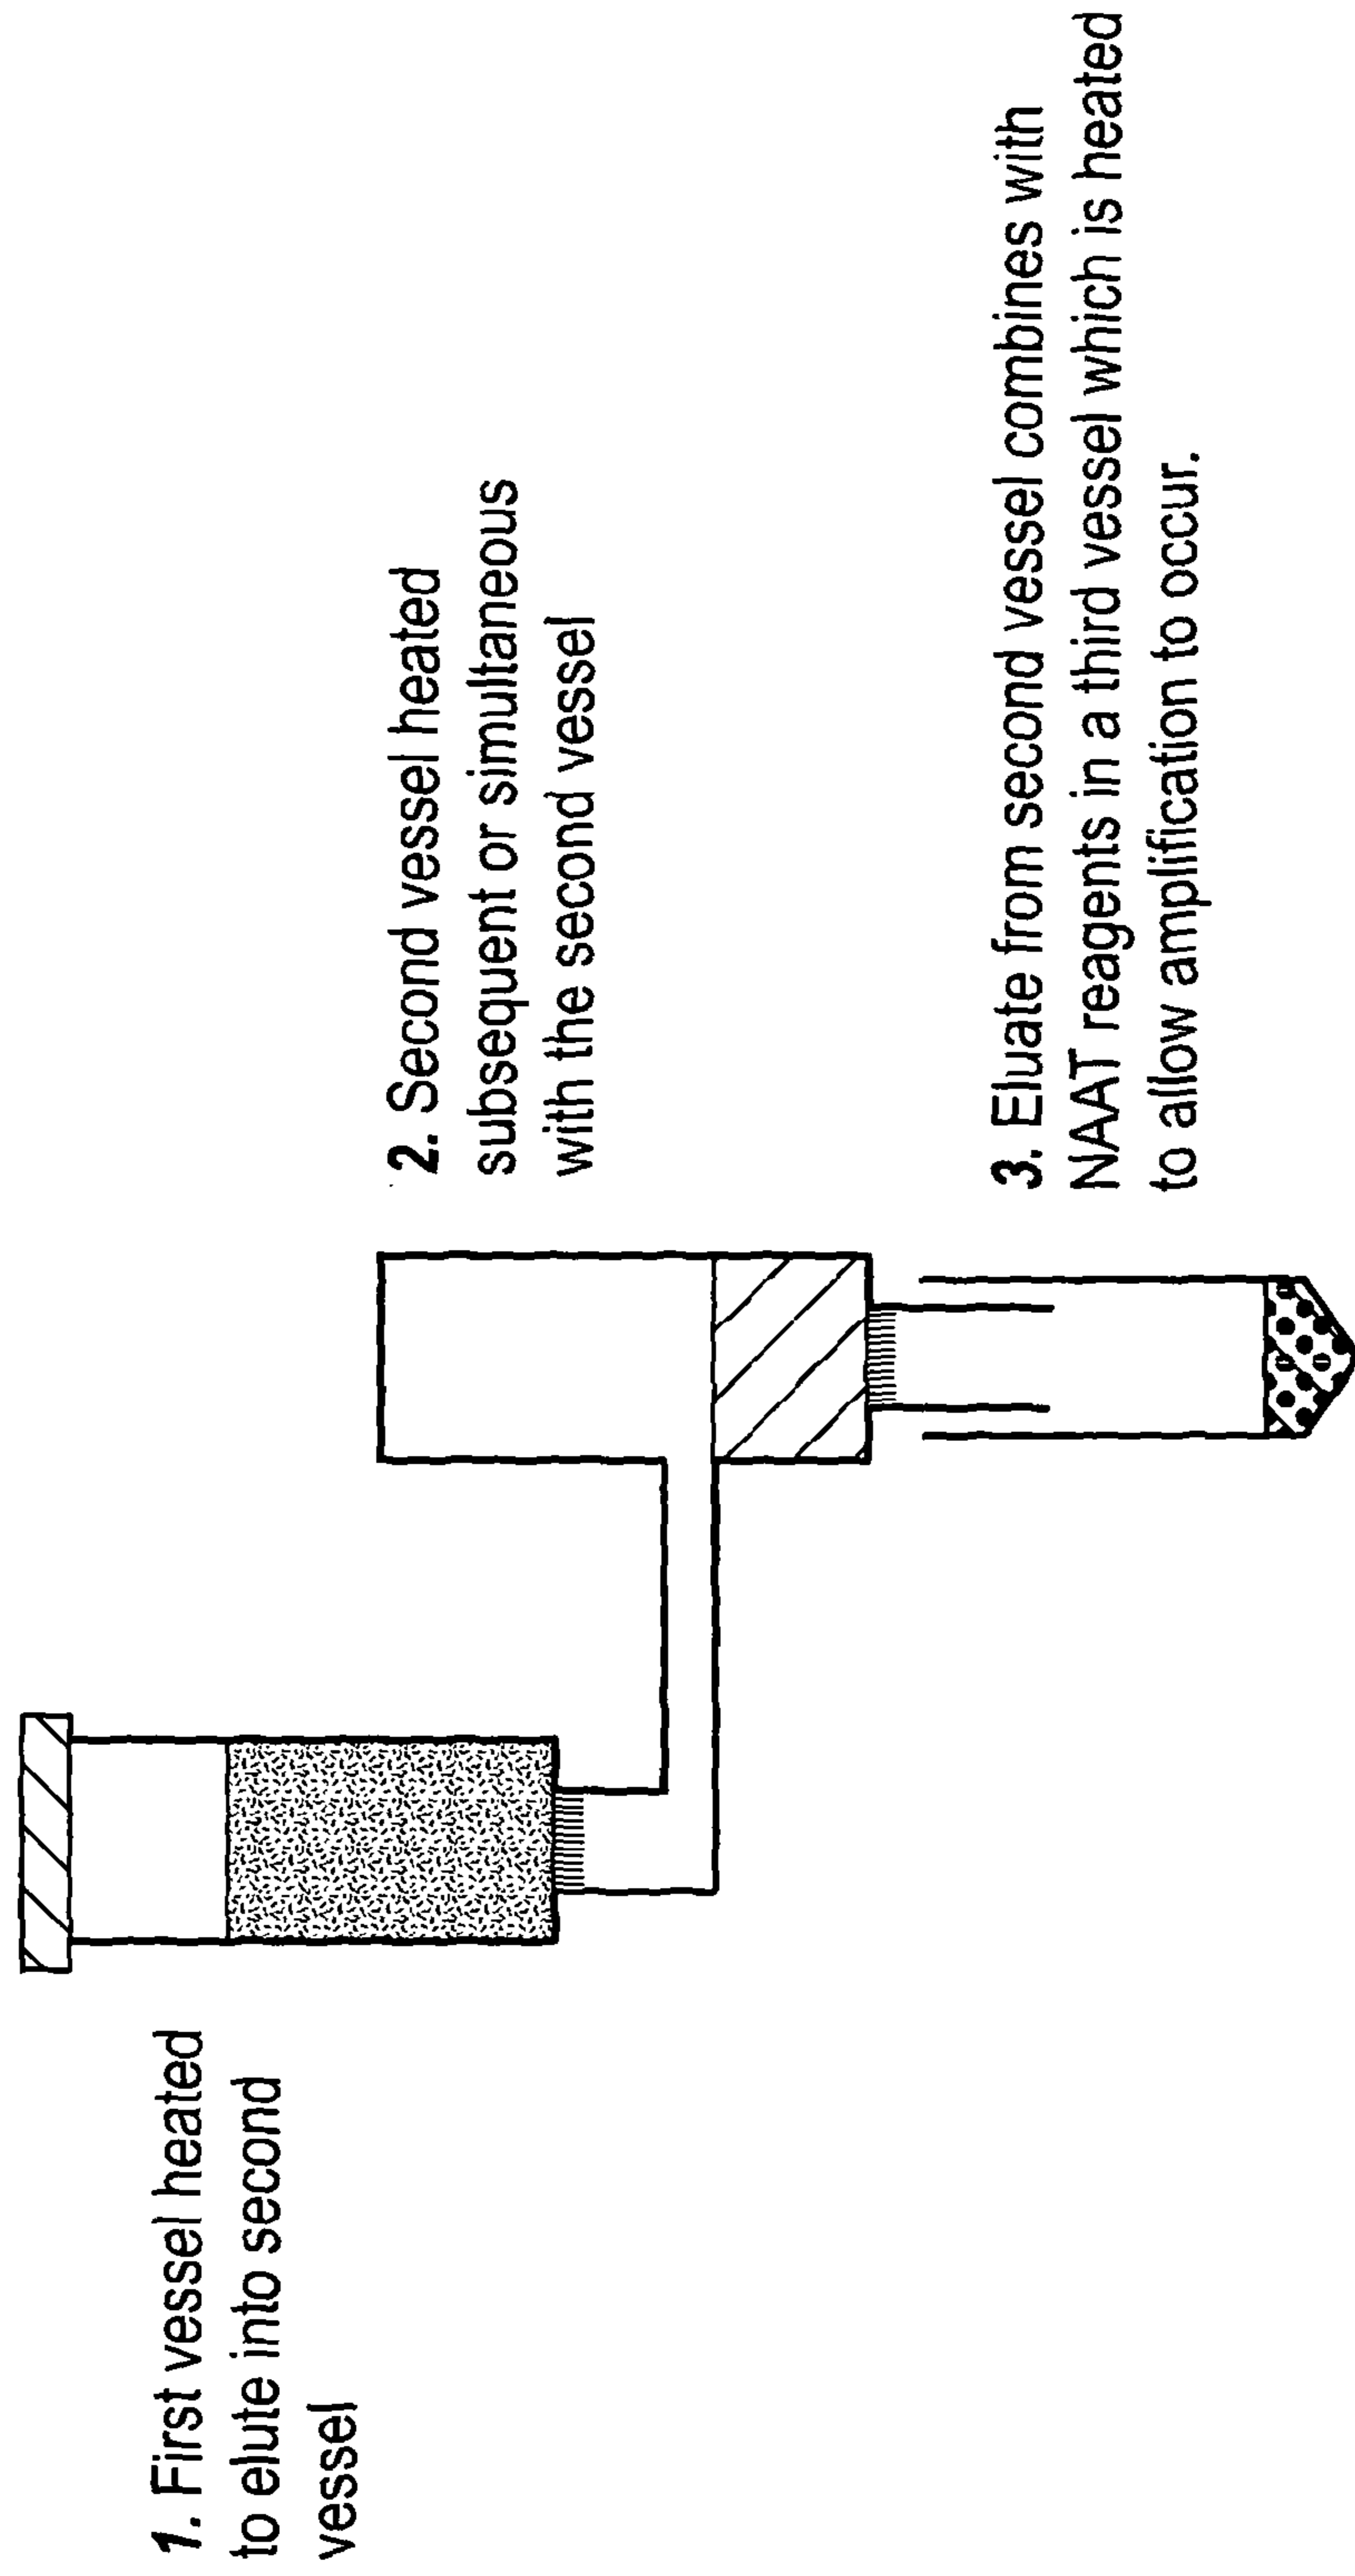 1. First vessel heated
to elute into second
vessel
2. Second vessel heated
subsequent or simultaneous
with the second vessel
3. Eluate from second vessel combines with
NAAT reagents in a third vessel which is heated
to allow amplification to occur.